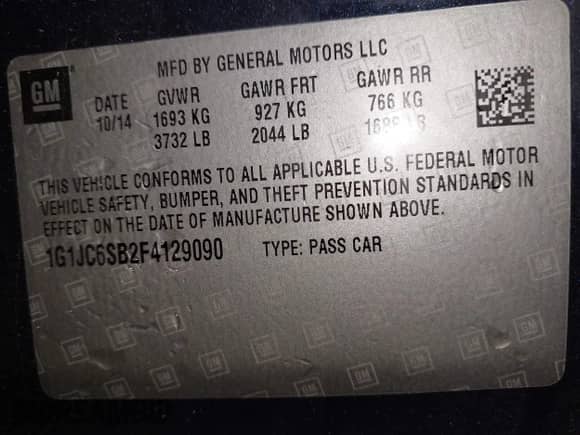 GM
MFD BY GENERAL MOTORS LLC
DATE GVWR GAWR FRT GAWR RR
10/14 1693 KG 927 KG 766 KG
3732 LB 2044 LB LB
THIS VEHICLE CONFORMS TO ALL APPLICABLE U.S. FEDERAL MOTOR
VEHICLE SAFETY, BUMPER, AND THEFT PREVENTION STANDARDS IN
EFFECT ON THE DATE OF MANUFACTURE SHOWN ABOVE.
1G1JC6SB2F4129090 TYPE: PASS CAR